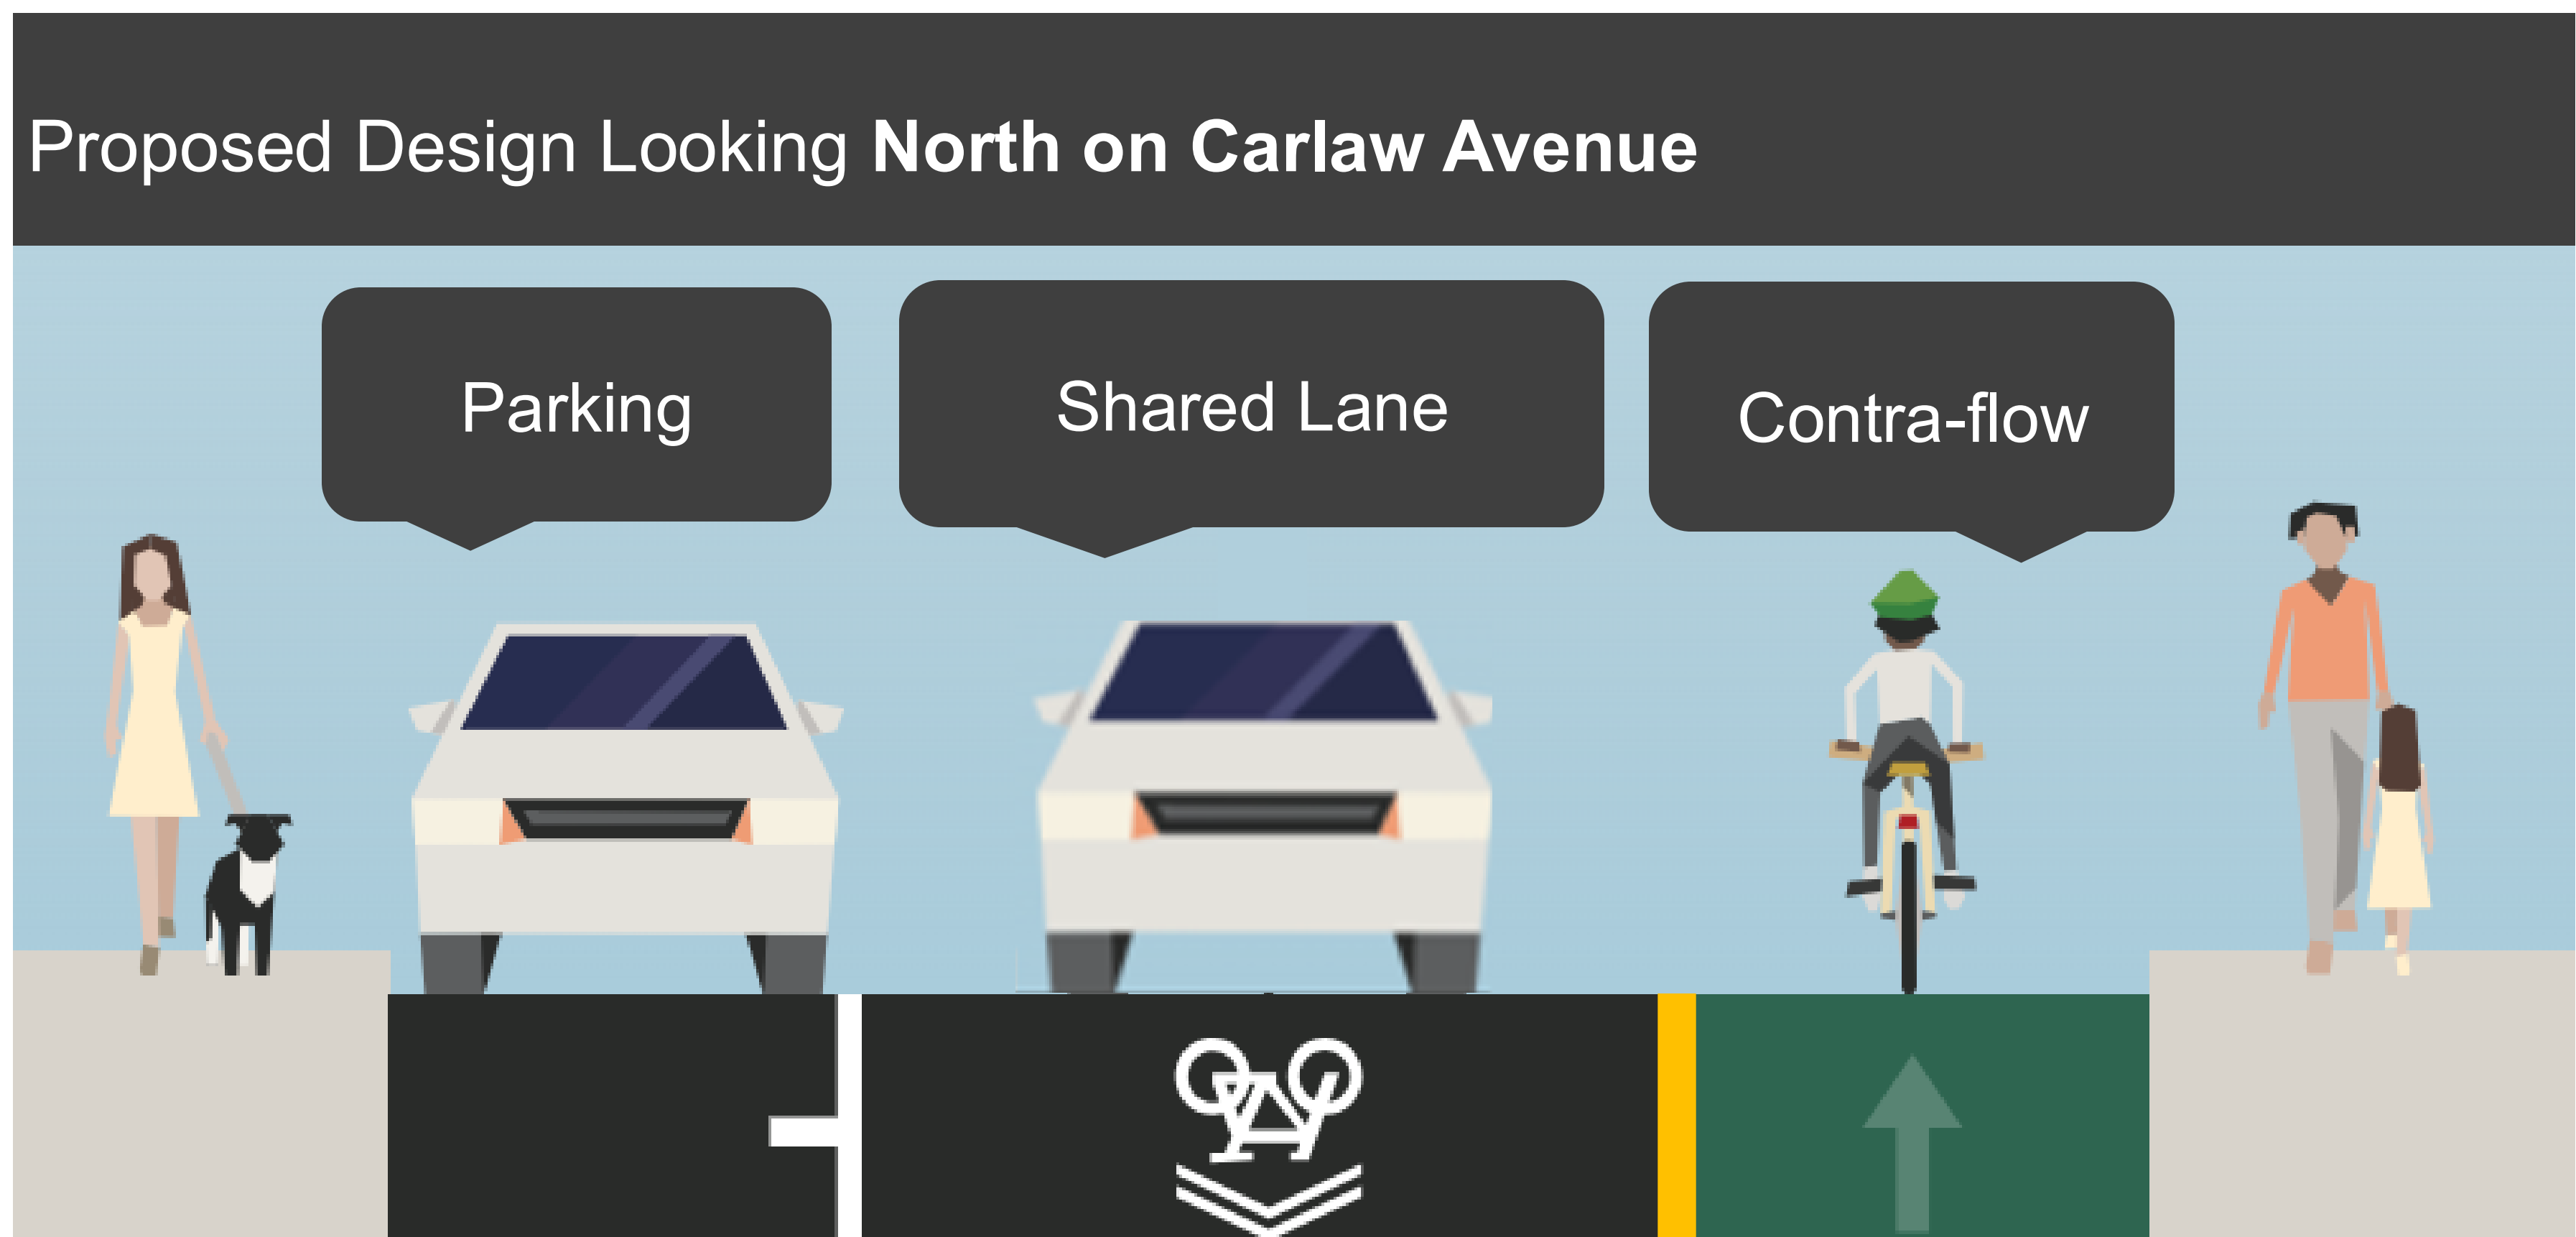 Proposed Design Looking North on Carlaw Avenue
Parking
Shared Lane
Contra-flow